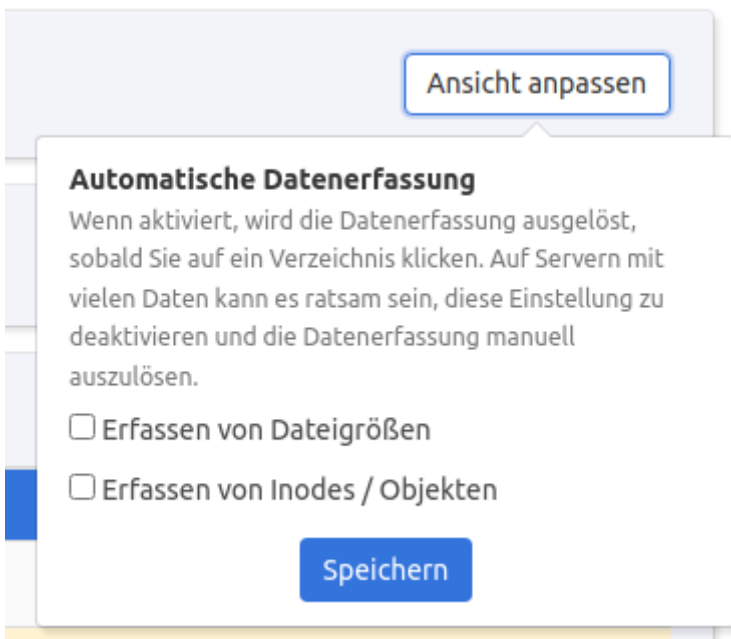 Ansicht anpassen
Automatische Datenerfassung
Wenn aktiviert, wird die Datenerfassung ausgelöst,
sobald Sie auf ein Verzeichnis klicken. Auf Servern mit
vielen Daten kann es ratsam sein, diese Einstellung zu
deaktivieren und die Datenerfassung manuell
auszulösen.
Erfassen von Dateigrößen
Erfassen von Inodes / Objekten
Speichern